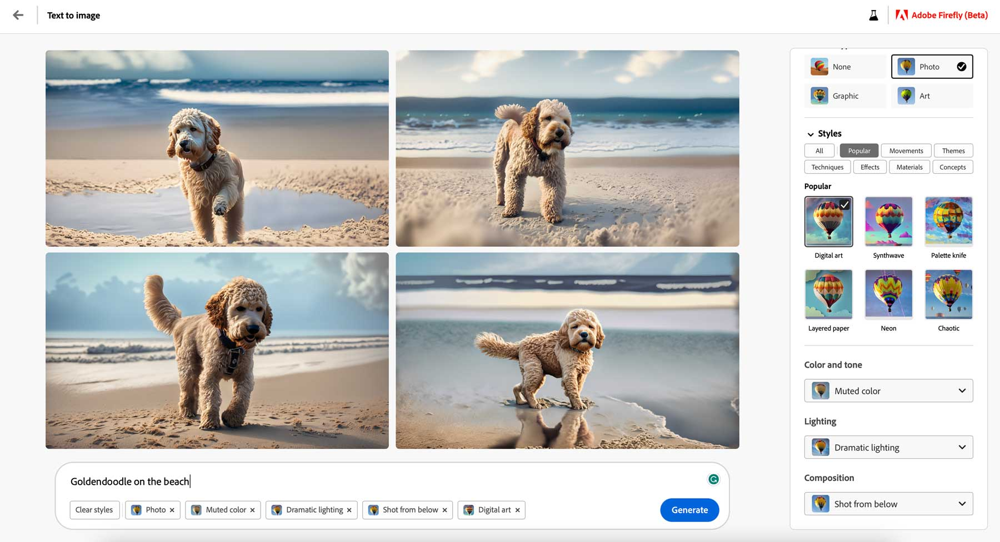 Text to image
Adobe Firefly (Beta)
None
Photo
Graphic
Art
Styles
All
Popular
Movements
Themes
Techniques
Effects
Materials
Concepts
Popular
Digital art
Synthwave
Palette knife
Layered paper
Neon
Chaotic
Color and tone
Muted color
Lighting
Dramatic lighting
Composition
Shot from below
Goldendoodle on the beach
Clear styles
Photo ×
Muted color ×
Dramatic lighting ×
Shot from below ×
Digital art ×
Generate